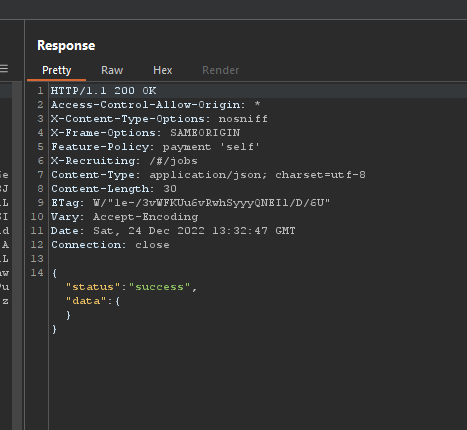 Response
Pretty Raw Hex Render
1 HTTP/1.1 200 OK
2 Access-Control-Allow-Origin: *
3 X-Content-Type-Options: nosniff
4 X-Frame-Options: SAMEORIGIN
5 Feature-Policy: payment 'self'
6 X-Recruiting: /#/jobs
7 Content-Type: application/json; charset=utf-8
8 Content-Length: 30
9 ETag: W/"1e-/3vWFKUu6vRwhSyyyQNEIl/D/6U"
10 Vary: Accept-Encoding
11 Date: Sat, 24 Dec 2022 13:32:47 GMT
12 Connection: close
13
14 {
"status":"success",
"data":{
}
}